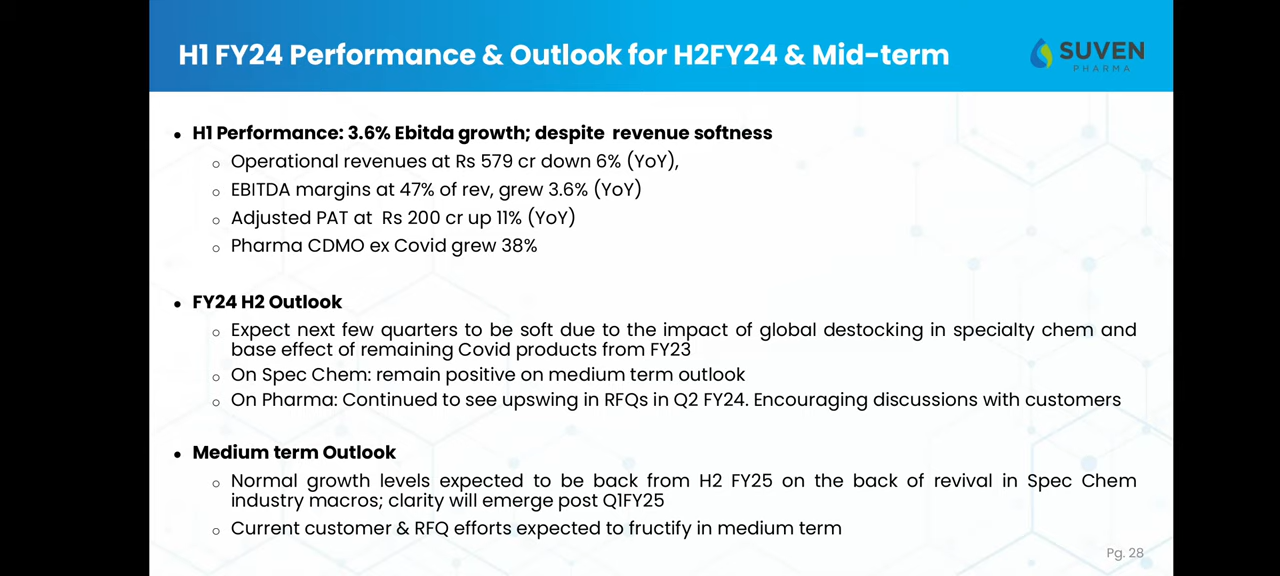 H1 FY24 Performance & Outlook for H2FY24 & Mid-term
SUVEN
PHARMA
• H1 Performance: 3.6% Ebitda growth; despite revenue softness
○ Operational revenues at Rs 579 cr down 6% (YoY),
○ EBITDA margins at 47% of rev, grew 3.6% (YoY)
○ Adjusted PAT at Rs 200 cr up 11% (YoY)
○ Pharma CDMO ex Covid grew 38%
• FY24 H2 Outlook
○ Expect next few quarters to be soft due to the impact of global destocking in specialty chem and
base effect of remaining Covid products from FY23
○ On Spec Chem: remain positive on medium term outlook
○ On Pharma: Continued to see upswing in RFQs in Q2 FY24. Encouraging discussions with customers
• Medium term Outlook
○ Normal growth levels expected to be back from H2 FY25 on the back of revival in Spec Chem
industry macros; clarity will emerge post Q1FY25
○ Current customer & RFQ efforts expected to fructify in medium term
Pg. 28